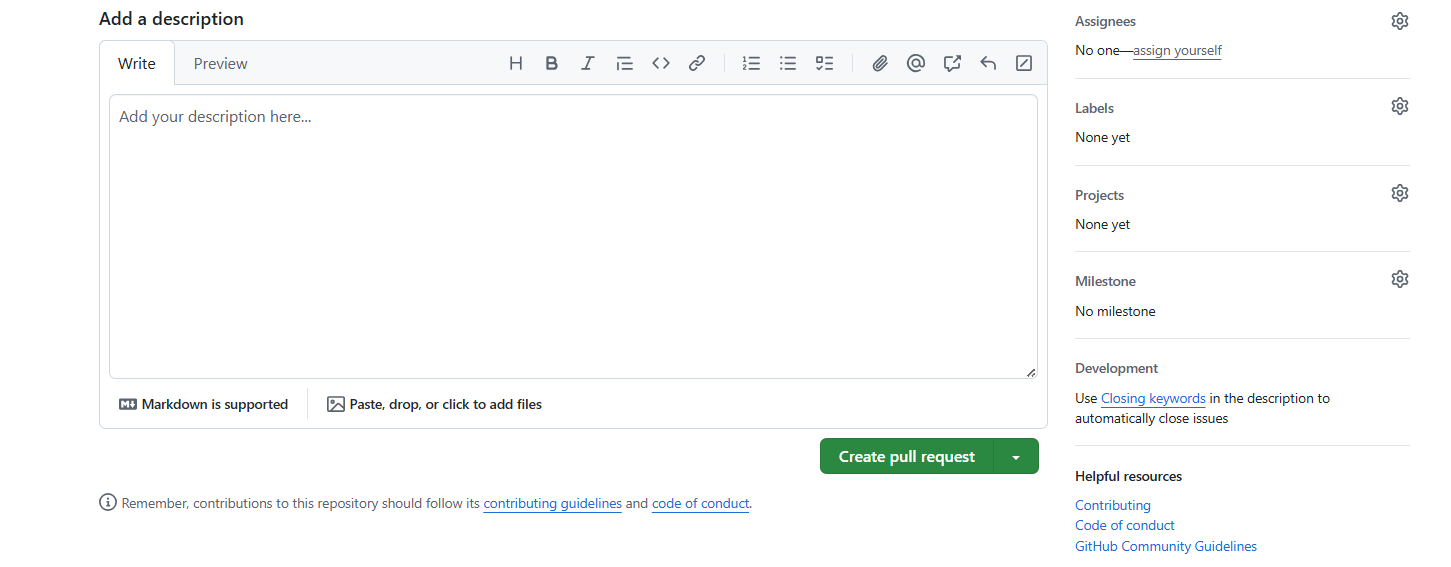 Add a description
Write Preview
Add your description here...
Markdown is supported Paste, drop, or click to add files
Create pull request
Remember, contributions to this repository should follow its contributing guidelines and code of conduct.
Assignees
No one—assign yourself
Labels
None yet
Projects
None yet
Milestone
No milestone
Development
Use Closing keywords in the description to
automatically close issues
Helpful resources
Contributing
Code of conduct
GitHub Community Guidelines